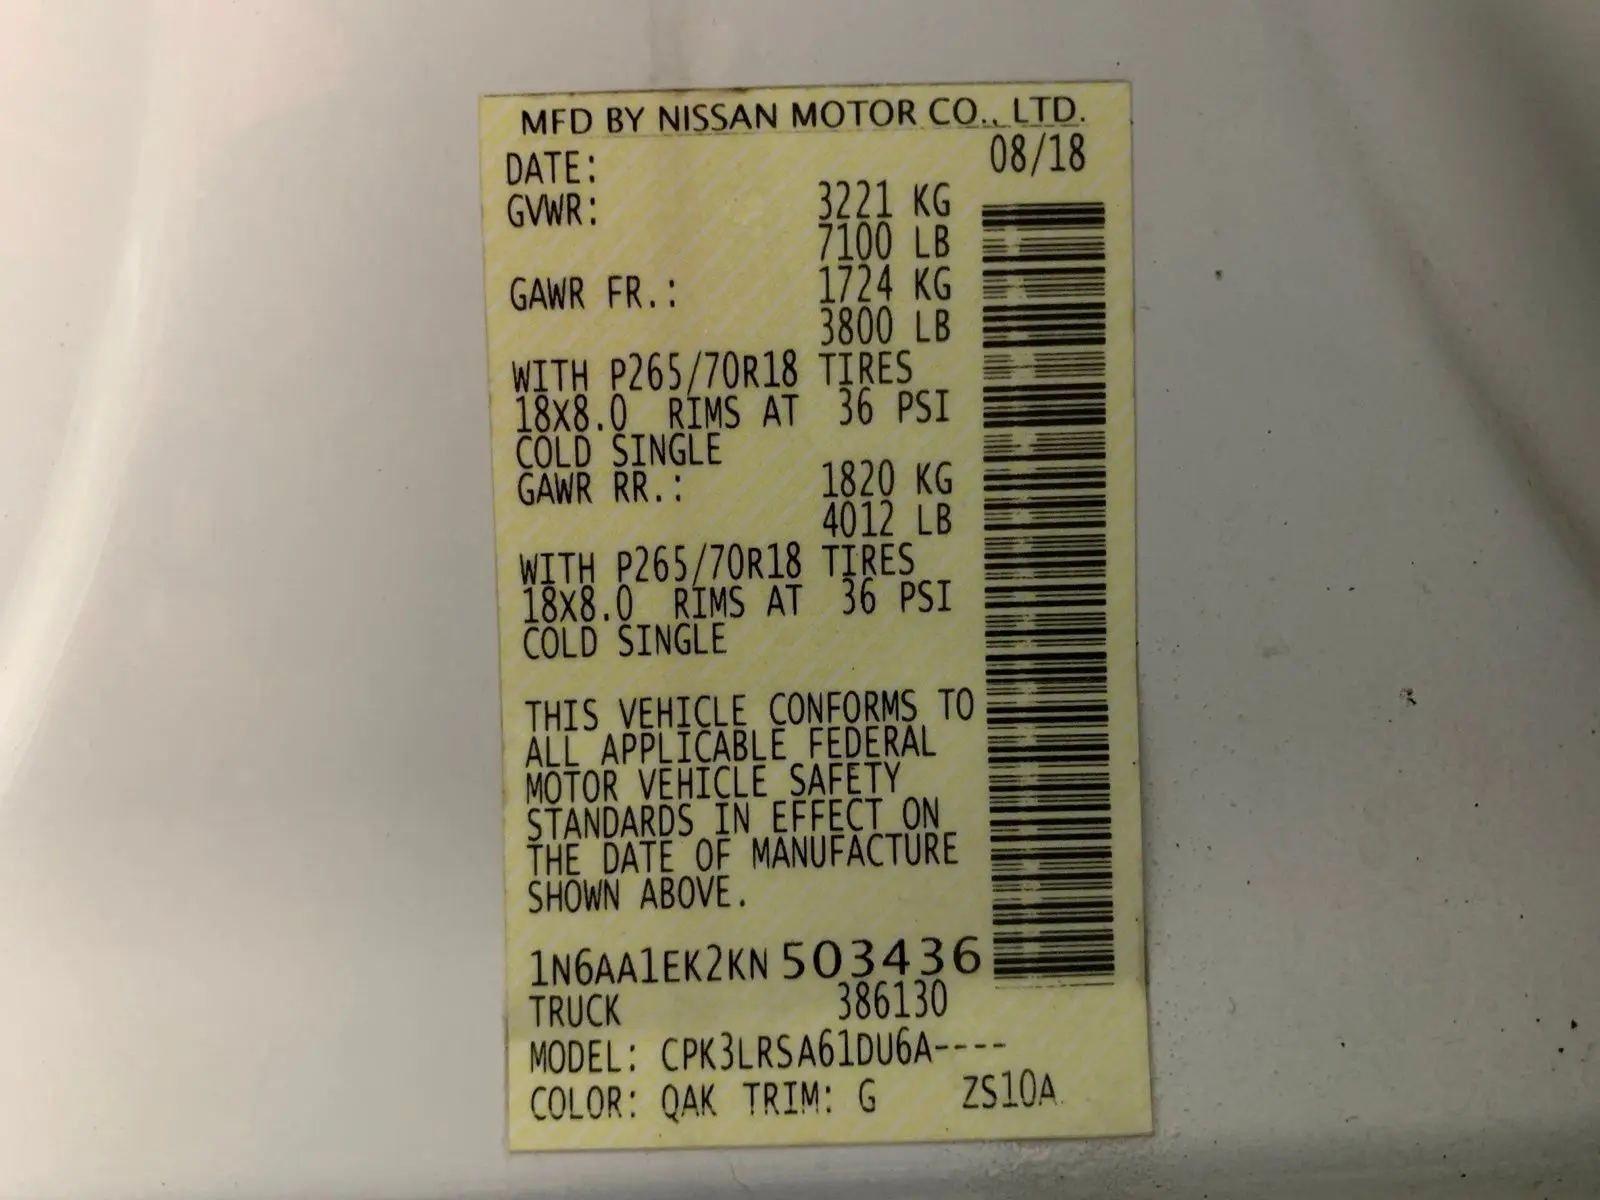 MFD BY NISSAN MOTOR CO., LTD.
DATE: 08/18
GVWR: 3221 KG
7100 LB
GAWR FR.: 1724 KG
3800 LB
WITH P265/70R18 TIRES
18X8.0 RIMS AT 36 PSI
COLD SINGLE
GAWR RR.: 1820 KG
4012 LB
WITH P265/70R18 TIRES
18X8.0 RIMS AT 36 PSI
COLD SINGLE
THIS VEHICLE CONFORMS TO
ALL APPLICABLE FEDERAL
MOTOR VEHICLE SAFETY
STANDARDS IN EFFECT ON
THE DATE OF MANUFACTURE
SHOWN ABOVE.
1N6AA1EK2KN503436
TRUCK 386130
MODEL: CPK3LRSA61DU6A----
COLOR: QAK TRIM: G ZS10A